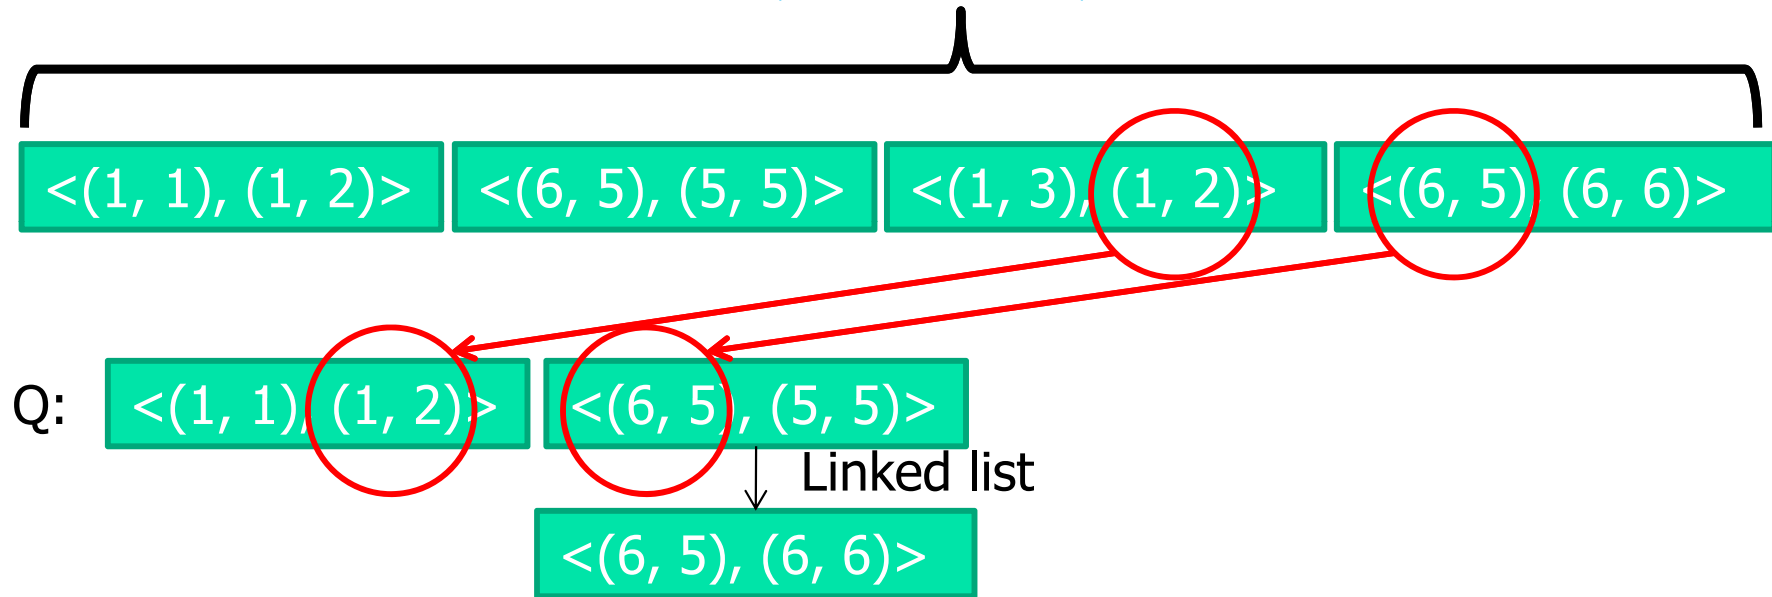 <(1, 1), (1, 2)> <(6, 5), (5, 5)> <(1, 3), (1, 2)> <(6, 5), (6, 6)>
Q: <(1, 1), (1, 2)> <(6, 5), (5, 5)>
Linked list
<(6, 5), (6, 6)>